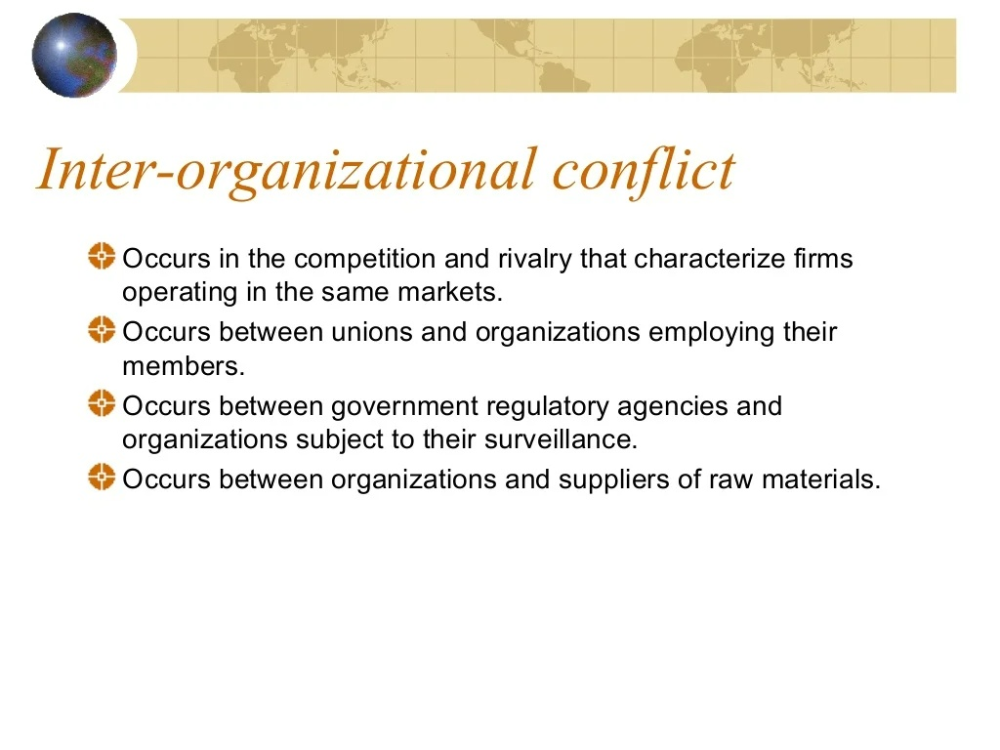 Inter-organizational conflict
Occurs in the competition and rivalry that characterize firms
operating in the same markets.
Occurs between unions and organizations employing their
members.
Occurs between government regulatory agencies and
organizations subject to their surveillance.
Occurs between organizations and suppliers of raw materials.